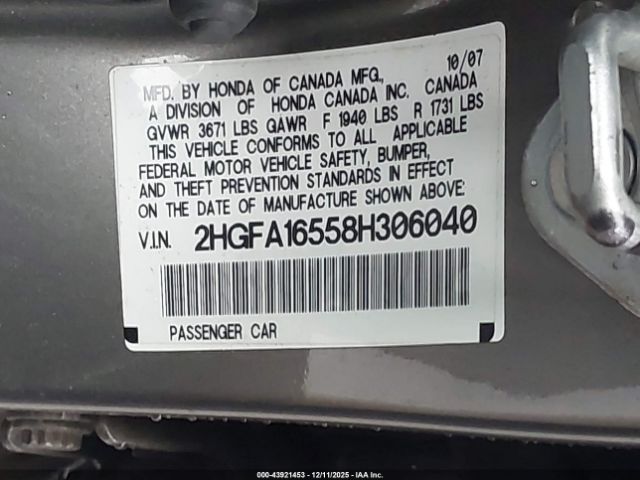 10/07
MFD. BY HONDA OF CANADA MFG.,
A DIVISION OF HONDA CANADA INC. CANADA
GVWR 3671 LBS GAWR F 1940 LBS R 1731 LBS
THIS VEHICLE CONFORMS TO ALL APPLICABLE
FEDERAL MOTOR VEHICLE SAFETY, BUMPER,
AND THEFT PREVENTION STANDARDS IN EFFECT
ON THE DATE OF MANUFACTURE SHOWN ABOVE:
V.I.N. 2HGFA16558H306040
PASSENGER CAR
000-43921453 - 12/11/2025 - IAA Inc.